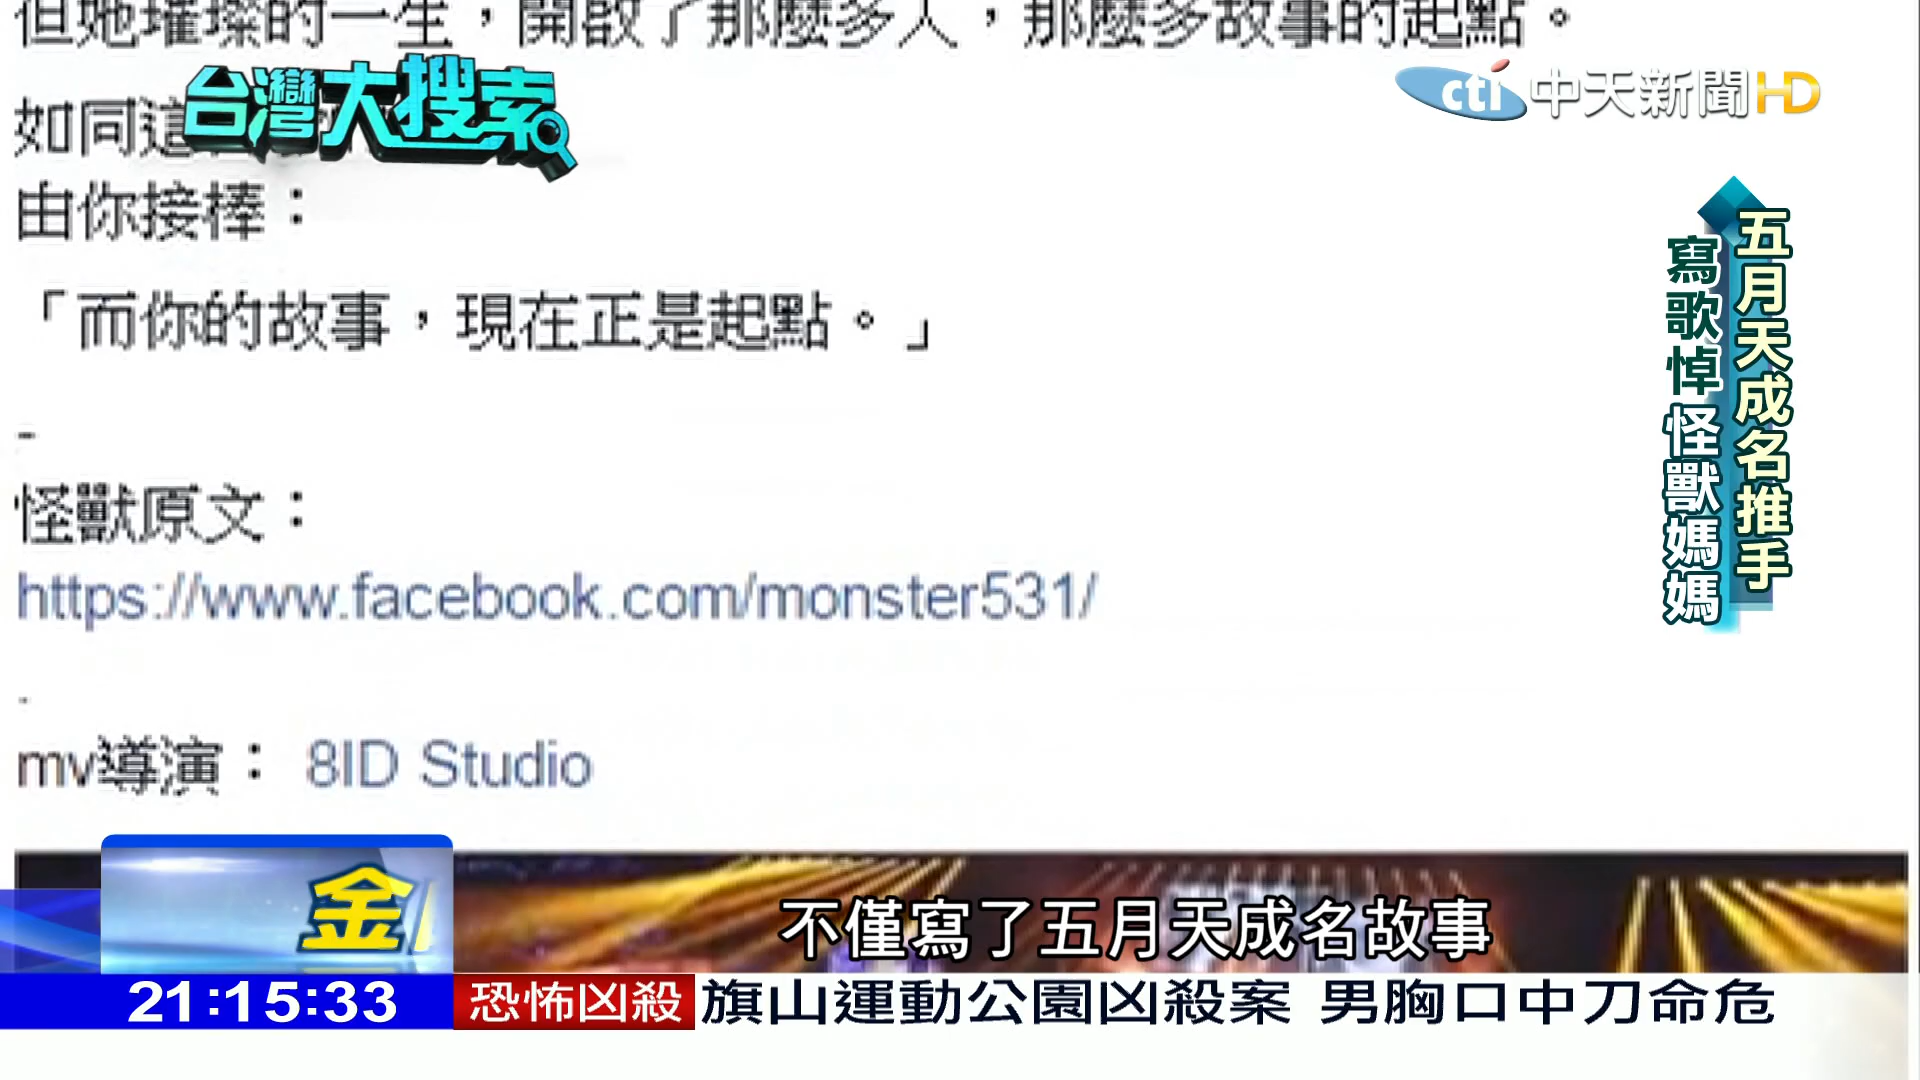 但她璀璨的一生，開啟了那麼多人，那麼多故事的起點。
台灣大搜索
cti 中天新聞HD
如同這
由你接棒：
「而你的故事，現在正是起點。」
-
怪獸原文：
https://www.facebook.com/monster531/
.
mv導演： 8ID Studio
五月天成名推手
寫歌悼怪獸媽媽
金
不僅寫了五月天成名故事
21:15:33
恐怖凶殺 旗山運動公園凶殺案 男胸口中刀命危